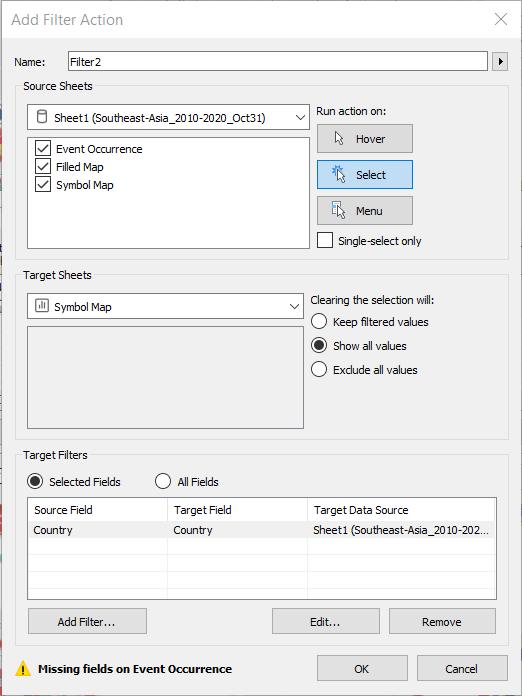 Add Filter Action
Name: Filter2
Source Sheets
Sheet1 (Southeast-Asia_2010-2020_Oct31)
Event Occurrence
Filled Map
Symbol Map
Run action on:
Hover
Select
Menu
Single-select only
Target Sheets
Symbol Map
Clearing the selection will:
Keep filtered values
Show all values
Exclude all values
Target Filters
Selected Fields All Fields
Source Field Target Field Target Data Source
Country Country Sheet1 (Southeast-Asia_2010-202...
Add Filter... Edit... Remove
Missing fields on Event Occurrence OK Cancel